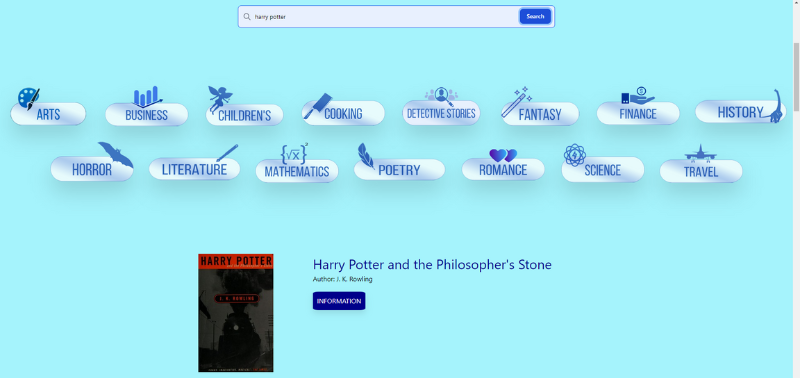 harry potter
Search
ARTS
BUSINESS
CHILDREN'S
COOKING
DETECTIVE STORIES
FANTASY
FINANCE
HISTORY
HORROR
LITERATURE
{√x}²
MATHEMATICS
POETRY
ROMANCE
SCIENCE
TRAVEL
HARRY POTTER
J. K. ROWLING
Harry Potter and the Philosopher's Stone
Author: J. K. Rowling
INFORMATION